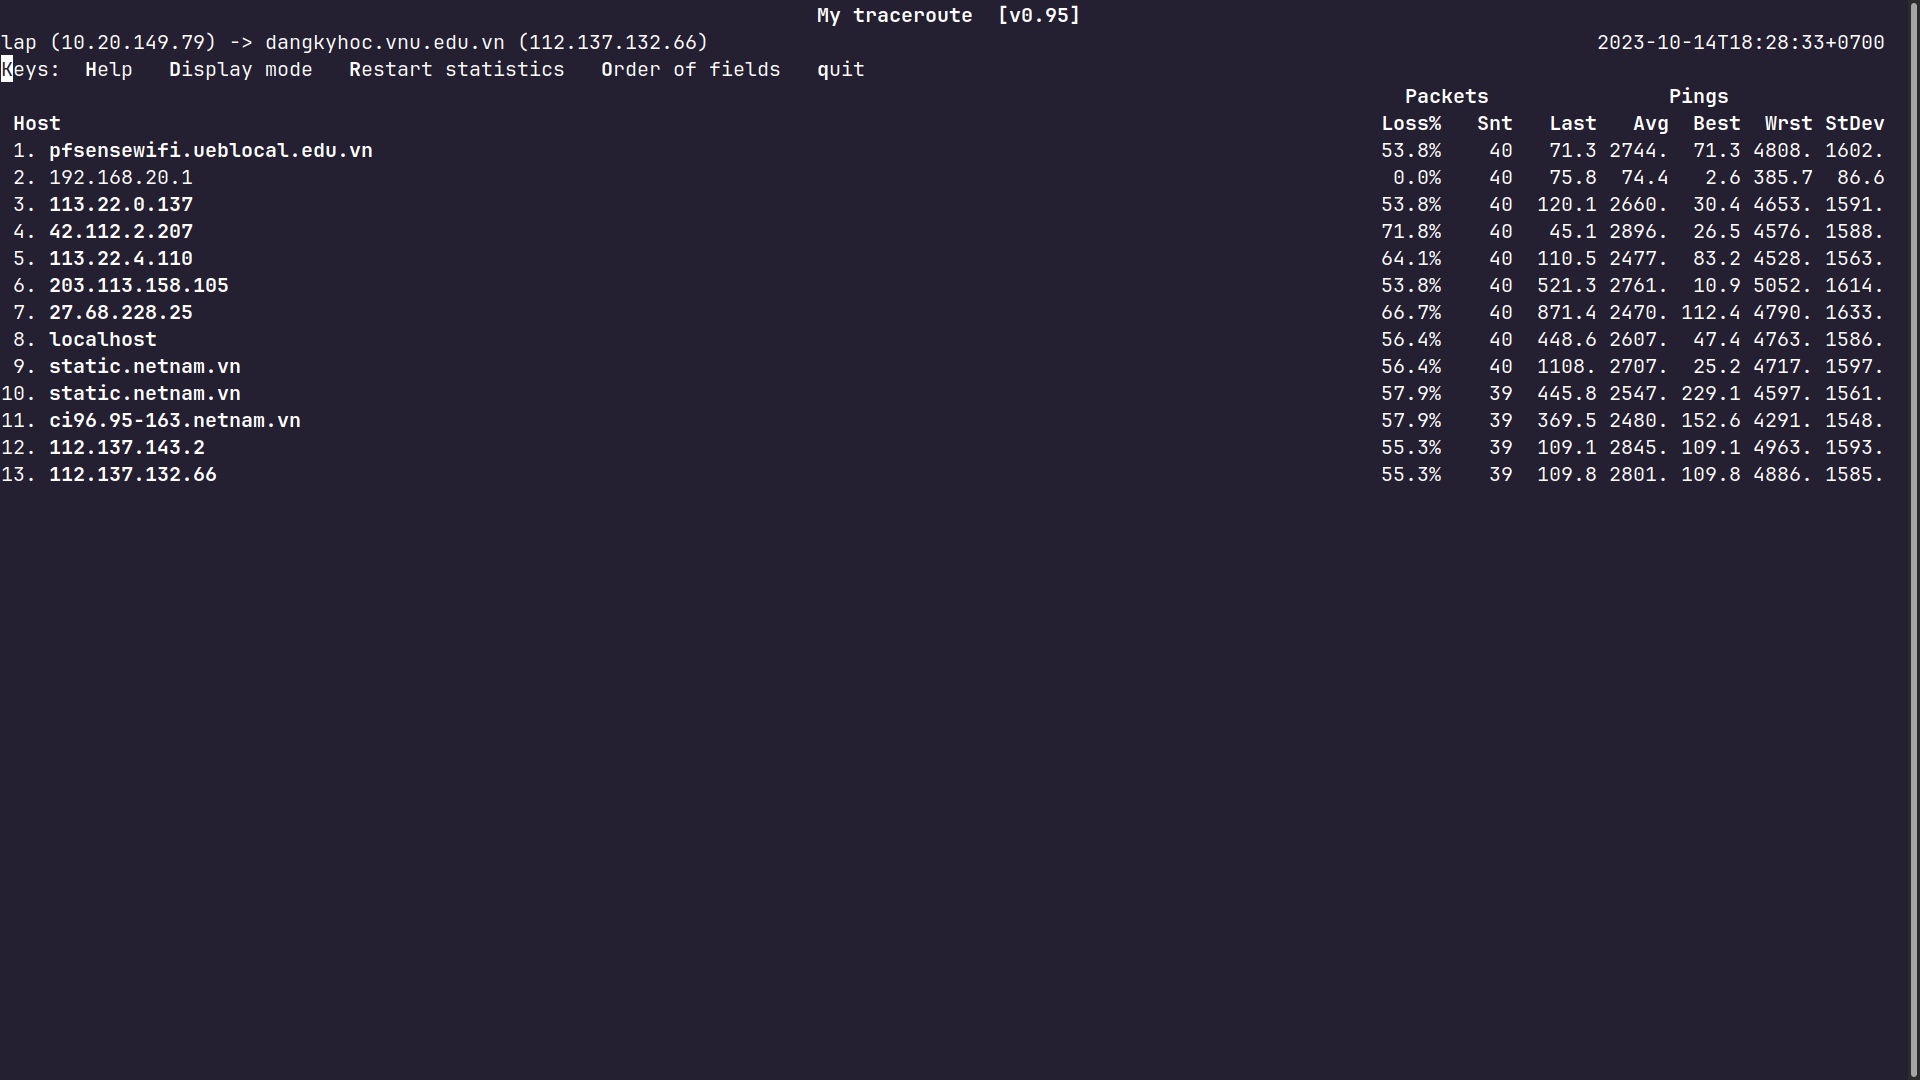 My traceroute [v0.95]
lap (10.20.149.79) -> dangkyhoc.vnu.edu.vn (112.137.132.66) 2023-10-14T18:28:33+0700
Keys: Help Display mode Restart statistics Order of fields quit
Packets Pings
Host Loss% Snt Last Avg Best Wrst StDev
1. pfsensewifi.ueblocal.edu.vn 53.8% 40 71.3 2744. 71.3 4808. 1602.
2. 192.168.20.1 0.0% 40 75.8 74.4 2.6 385.7 86.6
3. 113.22.0.137 53.8% 40 120.1 2660. 30.4 4653. 1591.
4. 42.112.2.207 71.8% 40 45.1 2896. 26.5 4576. 1588.
5. 113.22.4.110 64.1% 40 110.5 2477. 83.2 4528. 1563.
6. 203.113.158.105 53.8% 40 521.3 2761. 10.9 5052. 1614.
7. 27.68.228.25 66.7% 40 871.4 2470. 112.4 4790. 1633.
8. localhost 56.4% 40 448.6 2607. 47.4 4763. 1586.
9. static.netnam.vn 56.4% 40 1108. 2707. 25.2 4717. 1597.
10. static.netnam.vn 57.9% 39 445.8 2547. 229.1 4597. 1561.
11. ci96.95-163.netnam.vn 57.9% 39 369.5 2480. 152.6 4291. 1548.
12. 112.137.143.2 55.3% 39 109.1 2845. 109.1 4963. 1593.
13. 112.137.132.66 55.3% 39 109.8 2801. 109.8 4886. 1585.